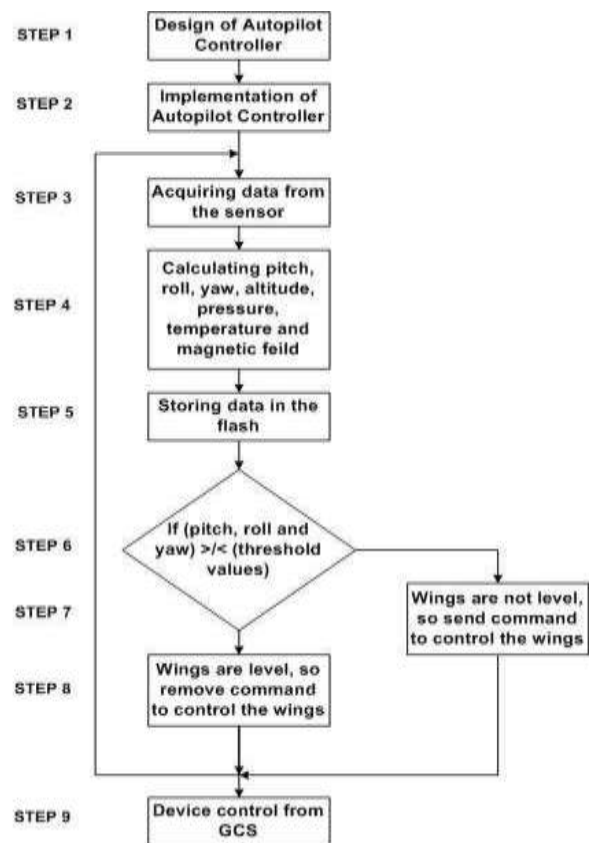 STEP 1
Design of Autopilot
Controller
STEP 2
Implementation of
Autopilot Controller
STEP 3
Acquiring data from
the sensor
STEP 4
Calculating pitch,
roll, yaw, altitude,
pressure,
temperature and
magnetic feild
STEP 5
Storing data in the
flash
STEP 6
If (pitch, roll and
yaw) >/< (threshold
values)
STEP 7
Wings are not level,
so send command
to control the wings
STEP 8
Wings are level, so
remove command
to control the wings
STEP 9
Device control from
GCS